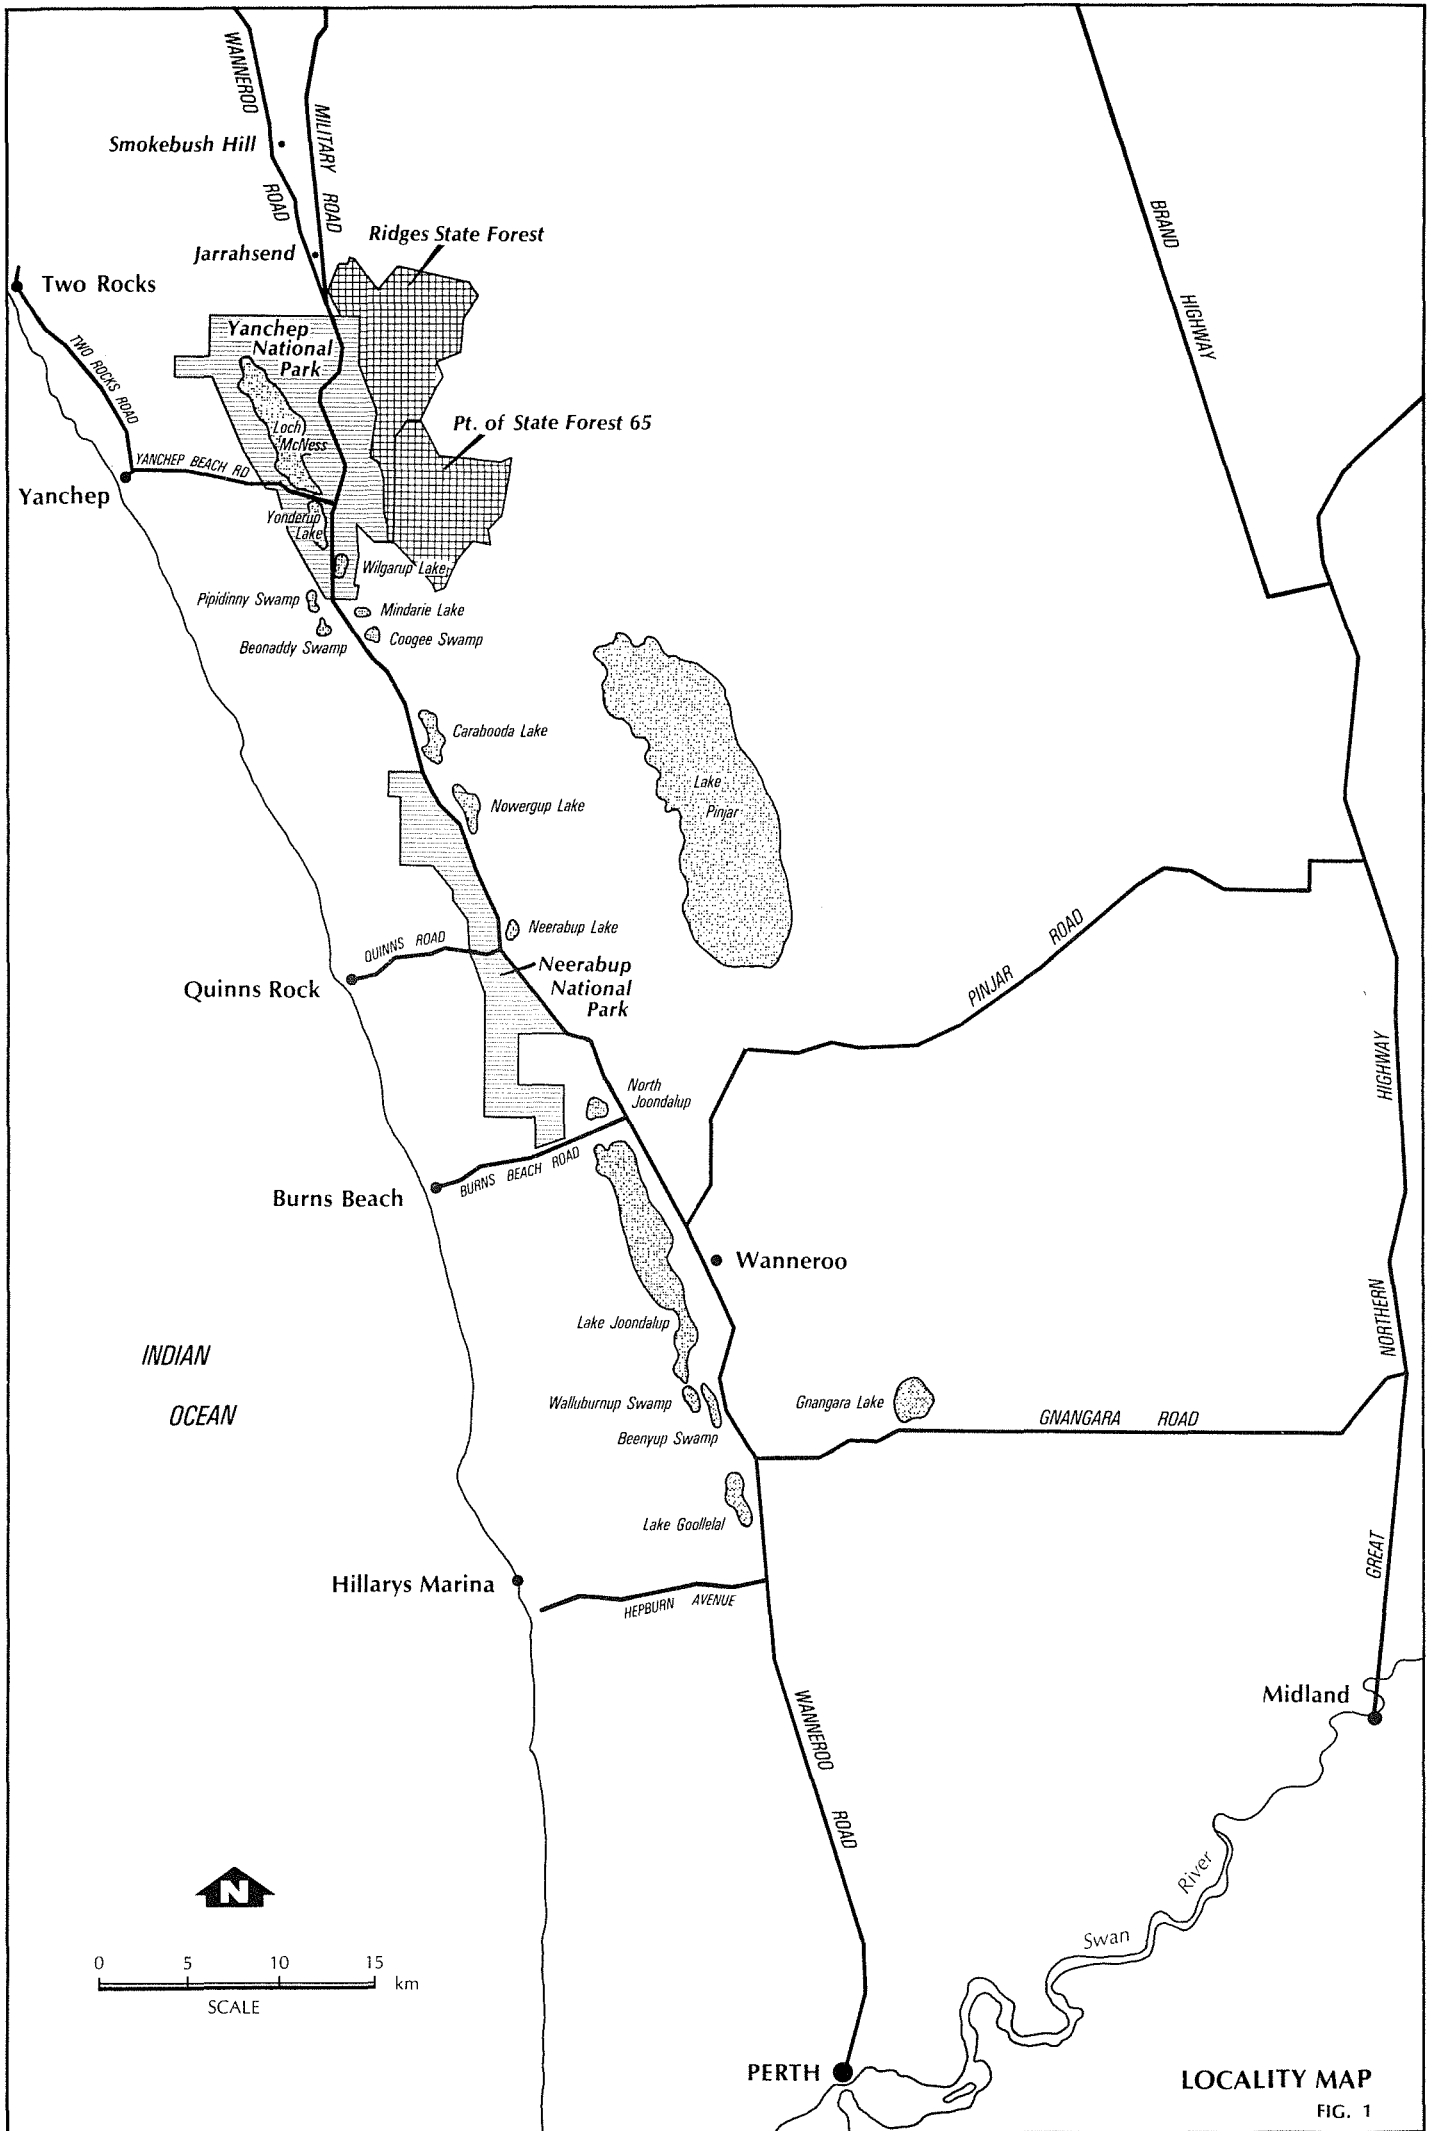 WANNEROO
MILITARY ROAD
Smokebush Hill
ROAD
BRAND
Ridges State Forest
Jarrahsend
Two Rocks
HIGHWAY
Yanchep
National
Park
TWO ROCKS ROAD
Loch
McNess
Pt. of State Forest 65
YANCHEP BEACH RD
Yanchep
Yonderup
Lake
Wilgarup Lake
Pipidinny Swamp
Mindarie Lake
Beonaddy Swamp
Coogee Swamp
Carabooda Lake
Lake
Pinjar
Nowergup Lake
Neerabup Lake
QUINNS ROAD
PINJAR ROAD
Neerabup
National
Park
Quinns Rock
HIGHWAY
North
Joondalup
BURNS BEACH ROAD
Burns Beach
Wanneroo
NORTHERN
Lake Joondalup
INDIAN
OCEAN
Walluburnup Swamp
Gnangara Lake
GNANGARA ROAD
Beenyup Swamp
Lake Goollelal
GREAT
Hillarys Marina
HEPBURN AVENUE
Midland
WANNEROO
ROAD
River
Swan
N
0 5 10 15
km
SCALE
PERTH
LOCALITY MAP
FIG. 1